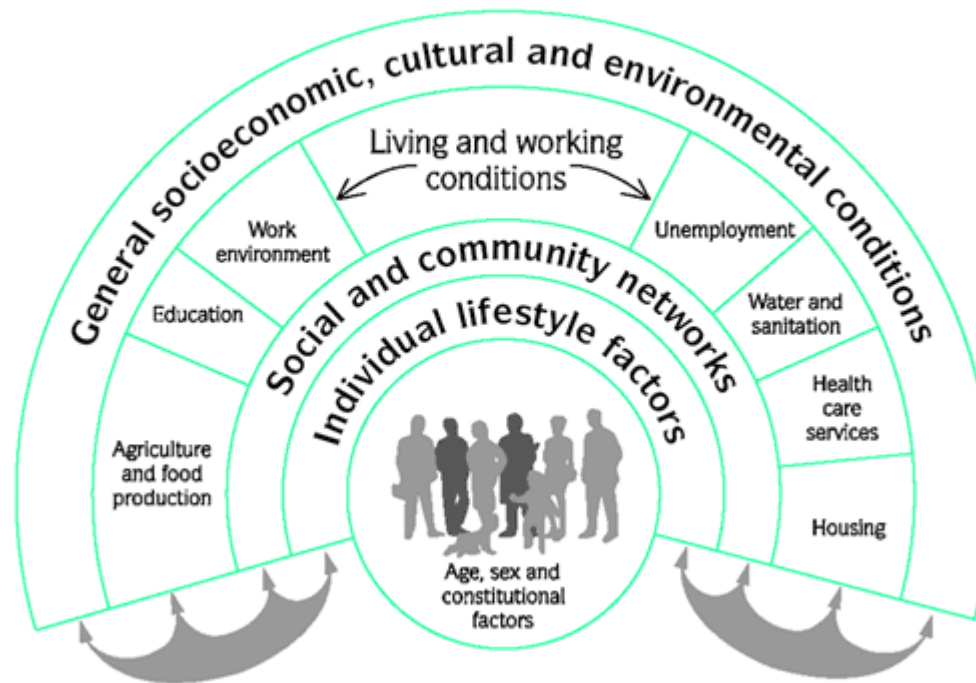 General socioeconomic, cultural and environmental conditions
Living and working
conditions
Work
environment
Unemployment
Education
Water and
sanitation
Agriculture
and food
production
Health
care
services
Housing
Social and community networks
Individual lifestyle factors
Age, sex and
constitutional
factors